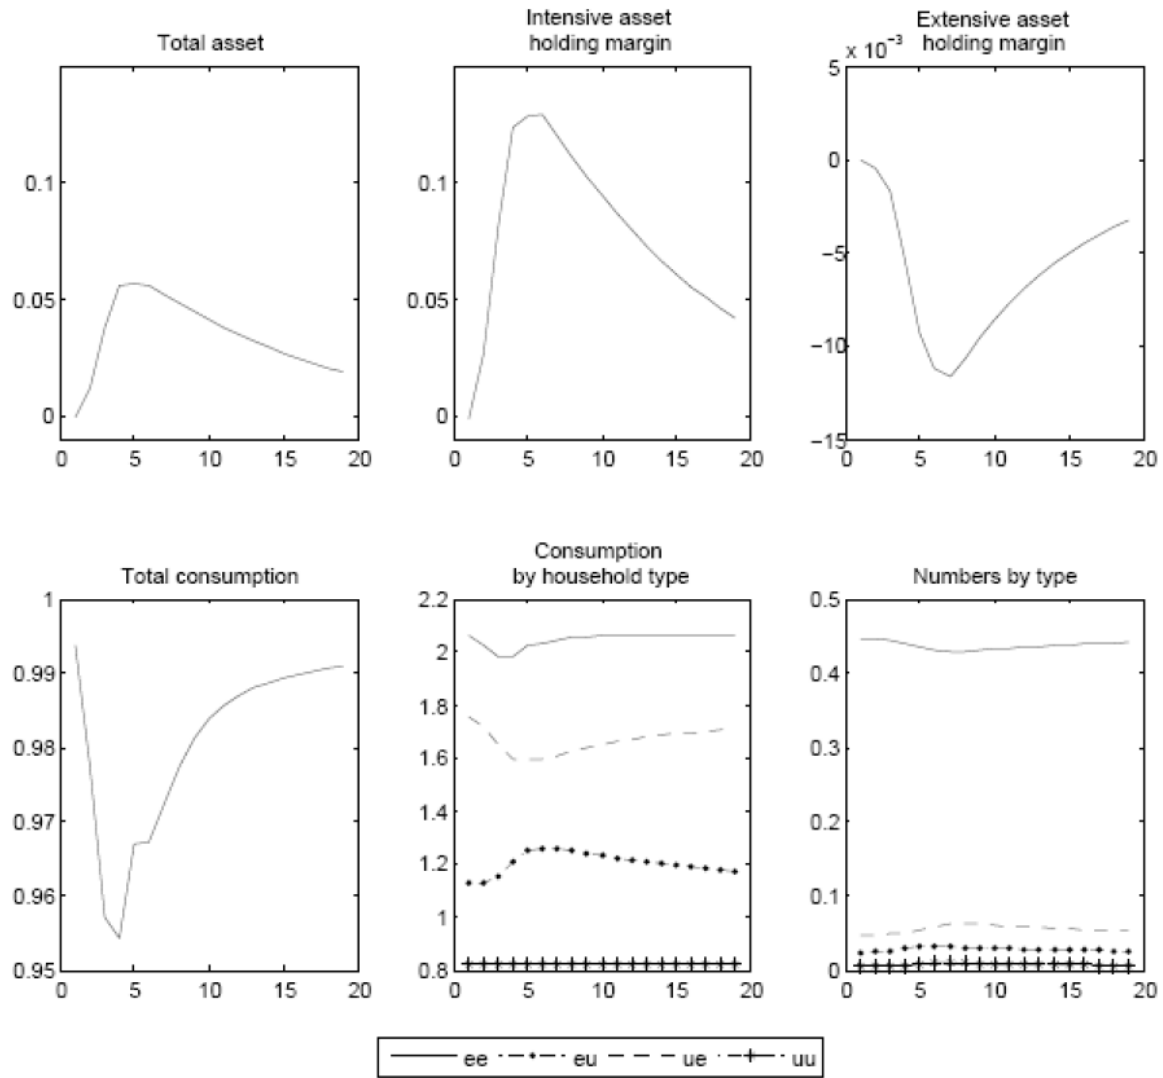 Total asset
Intensive asset
holding margin
Extensive asset
holding margin
x 10⁻³
0.1
0.05
0
0 5 10 15 20
0.1
0.05
0
0 5 10 15 20
5
0
−5
−10
−15
0 5 10 15 20
Total consumption
Consumption
by household type
Numbers by type
1
0.99
0.98
0.97
0.96
0.95
0 5 10 15 20
2.2
2
1.8
1.6
1.4
1.2
1
0.8
0 5 10 15 20
0.5
0.4
0.3
0.2
0.1
0
0 5 10 15 20
ee eu ue uu